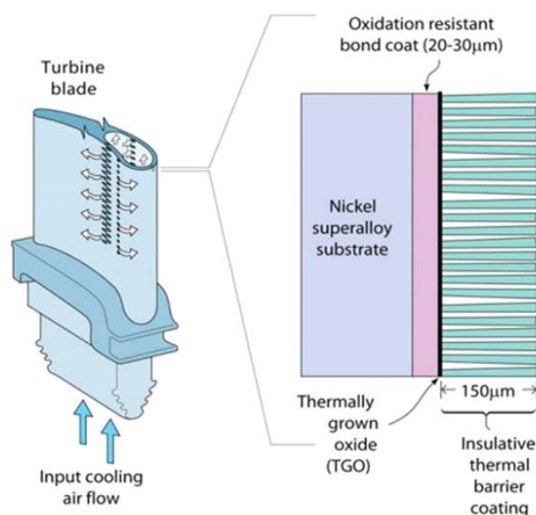 Oxidation resistant
bond coat (20-30μm)
Turbine
blade
Nickel
superalloy
substrate
150μm
Thermally
grown
oxide
(TGO)
Insulative
thermal
barrier
coating
Input cooling
air flow